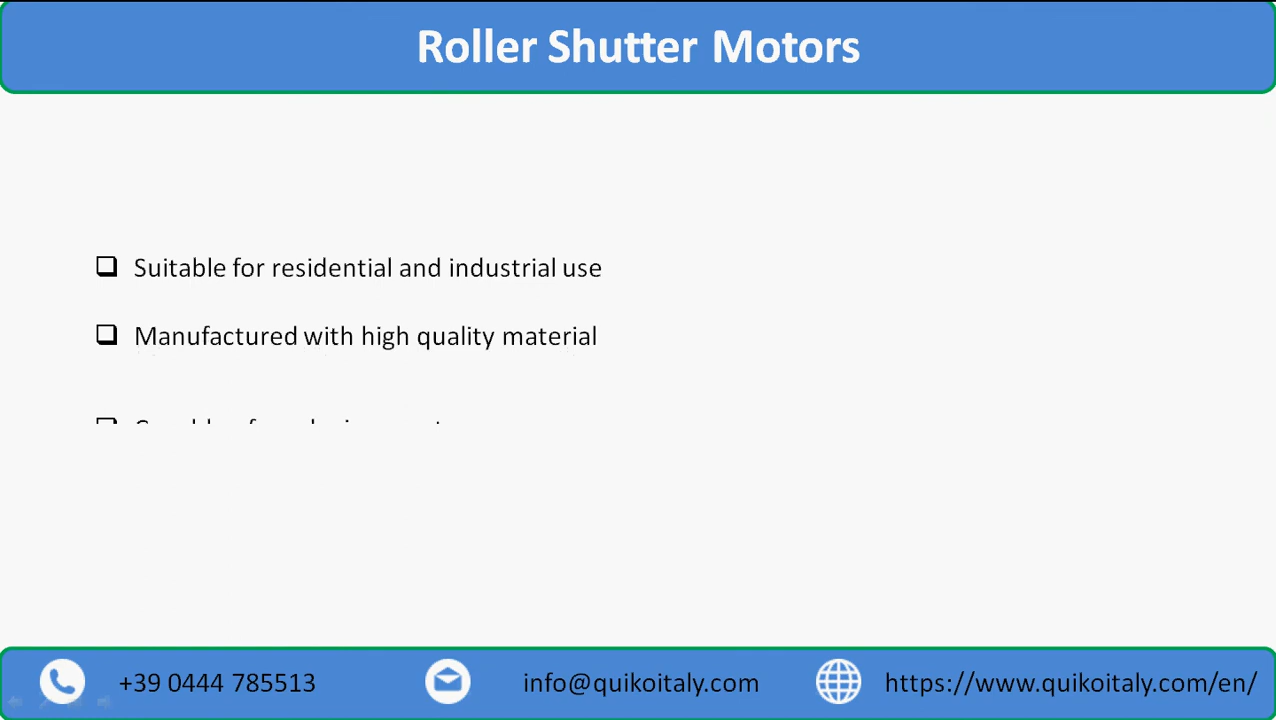 Roller Shutter Motors
Suitable for residential and industrial use
Manufactured with high quality material
+39 0444 785513
info@quikoitaly.com
https://www.quikoitaly.com/en/